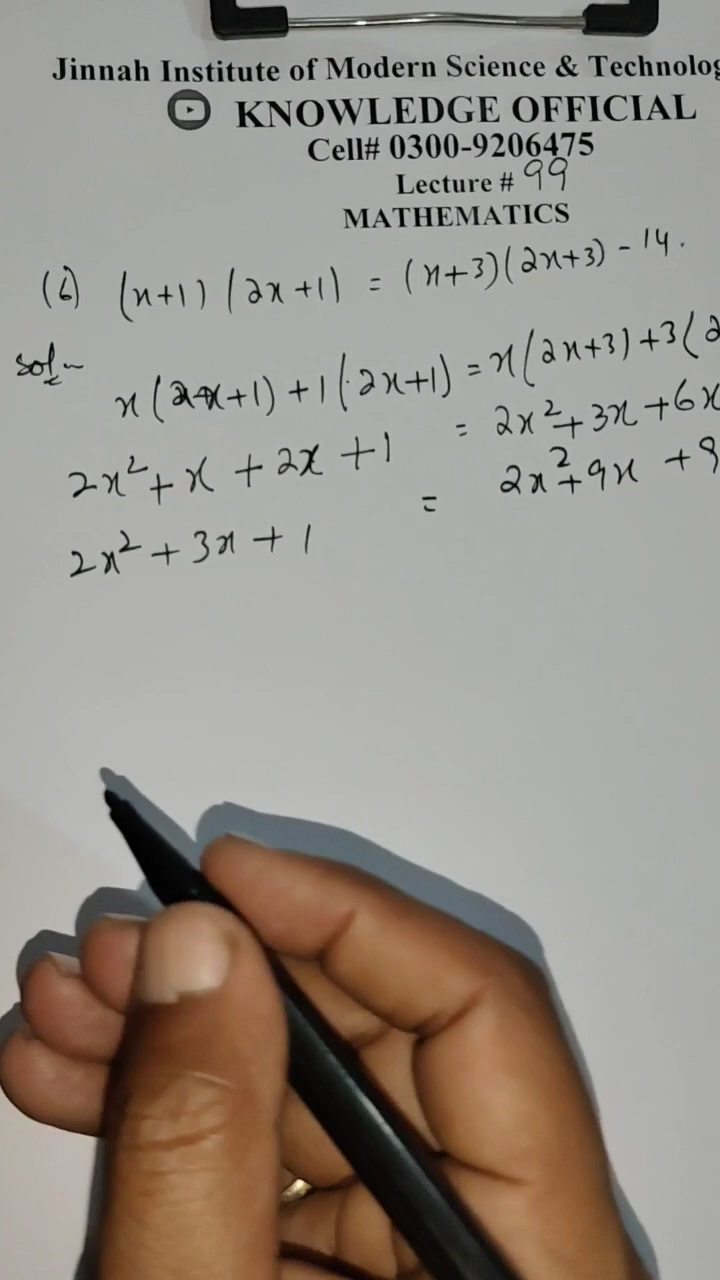 Jinnah Institute of Modern Science & Technolog
KNOWLEDGE OFFICIAL
Cell# 0300-9206475
Lecture # 99
MATHEMATICS
(6) (x+1) (2x+1) = (x+3)(2x+3) - 14.
Sol
x(2x+1) + 1(2x+1) = x(2x+3) + 3(2
2x² + x + 2x + 1 = 2x² + 3x + 6x
2x² + 3x + 1 = 2x² + 9x + 9